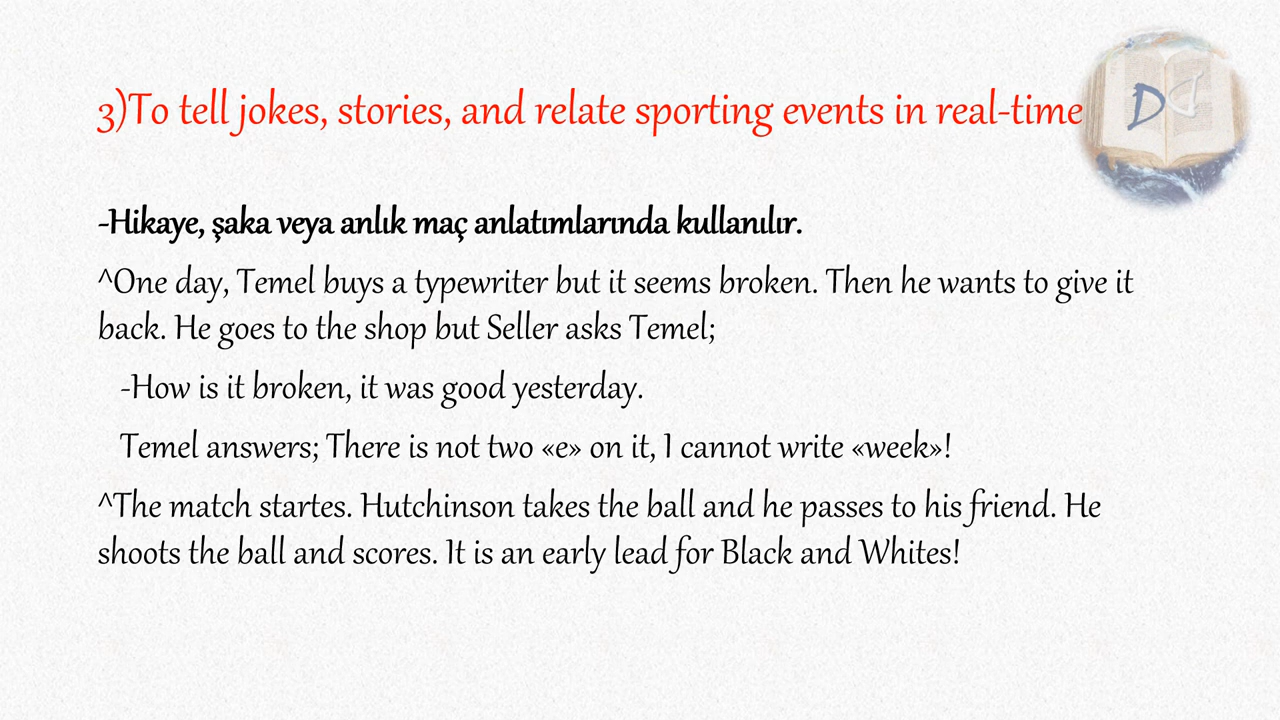 3)To tell jokes, stories, and relate sporting events in real-time
D
-Hikaye, şaka veya anlık maç anlatımlarında kullanılır.
^One day, Temel buys a typewriter but it seems broken. Then he wants to give it
back. He goes to the shop but Seller asks Temel;
-How is it broken, it was good yesterday.
Temel answers; There is not two «e» on it, I cannot write «week»!
^The match startes. Hutchinson takes the ball and he passes to his friend. He
shoots the ball and scores. It is an early lead for Black and Whites!